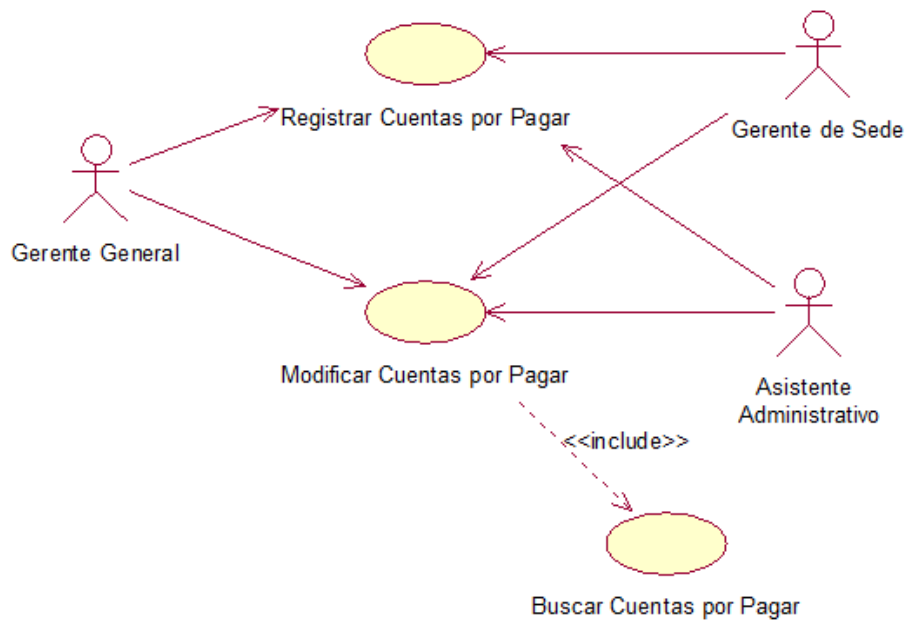 Registrar Cuentas por Pagar
Gerente de Sede
Gerente General
Modificar Cuentas por Pagar
Asistente
Administrativo
<<include>>
Buscar Cuentas por Pagar